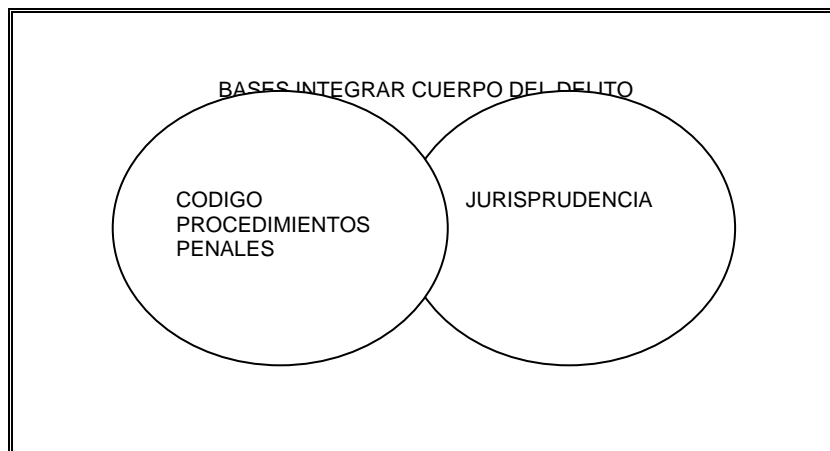 BASES INTEGRAR CUERPO DEL DELITO
CODIGO
PROCEDIMIENTOS
PENALES
JURISPRUDENCIA